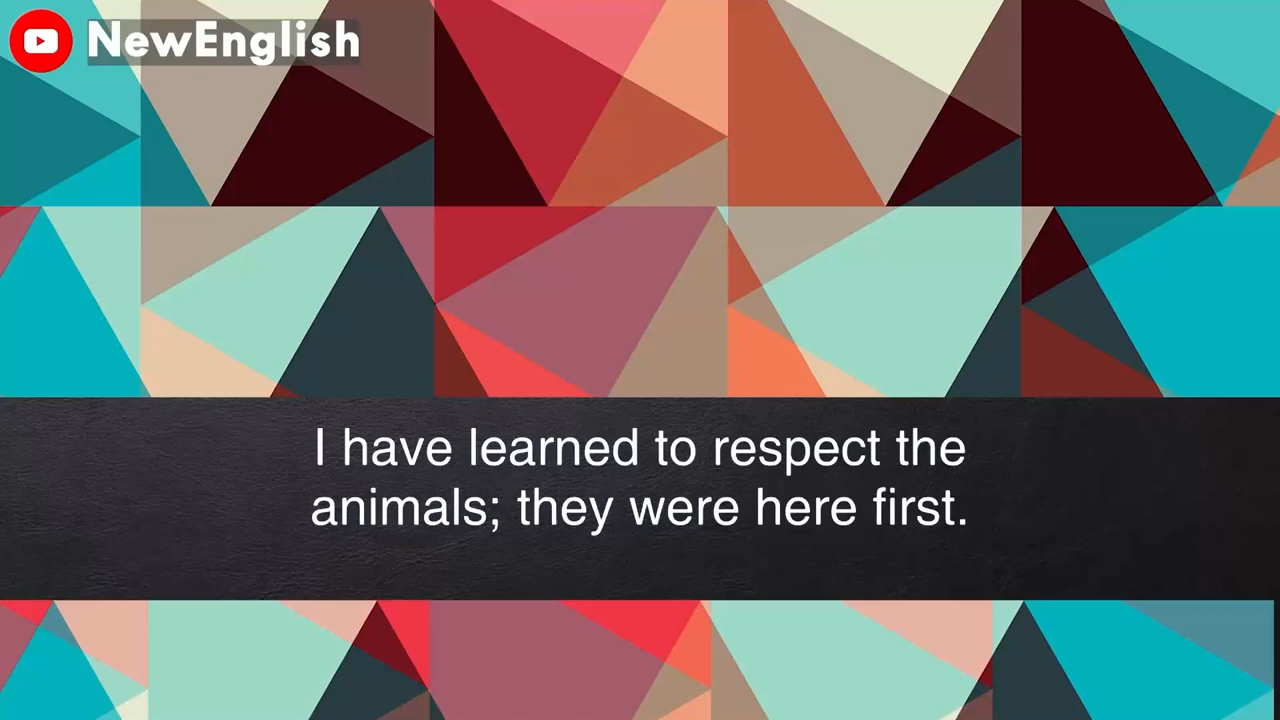 NewEnglish
I have learned to respect the
animals; they were here first.